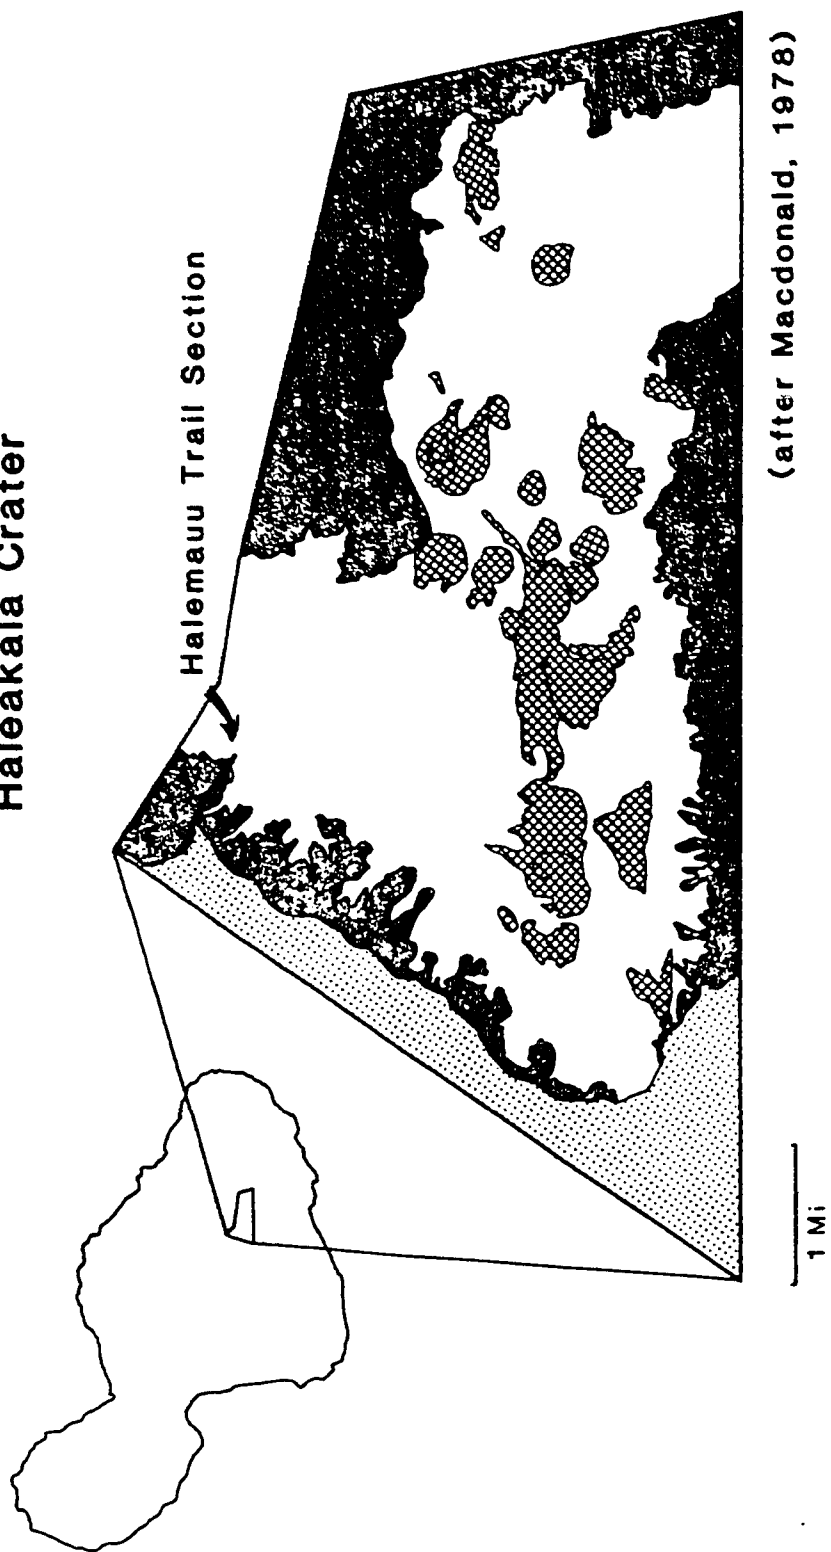 Haleakala Crater
Halemauu Trail Section
(after Macdonald, 1978)
1 Mi